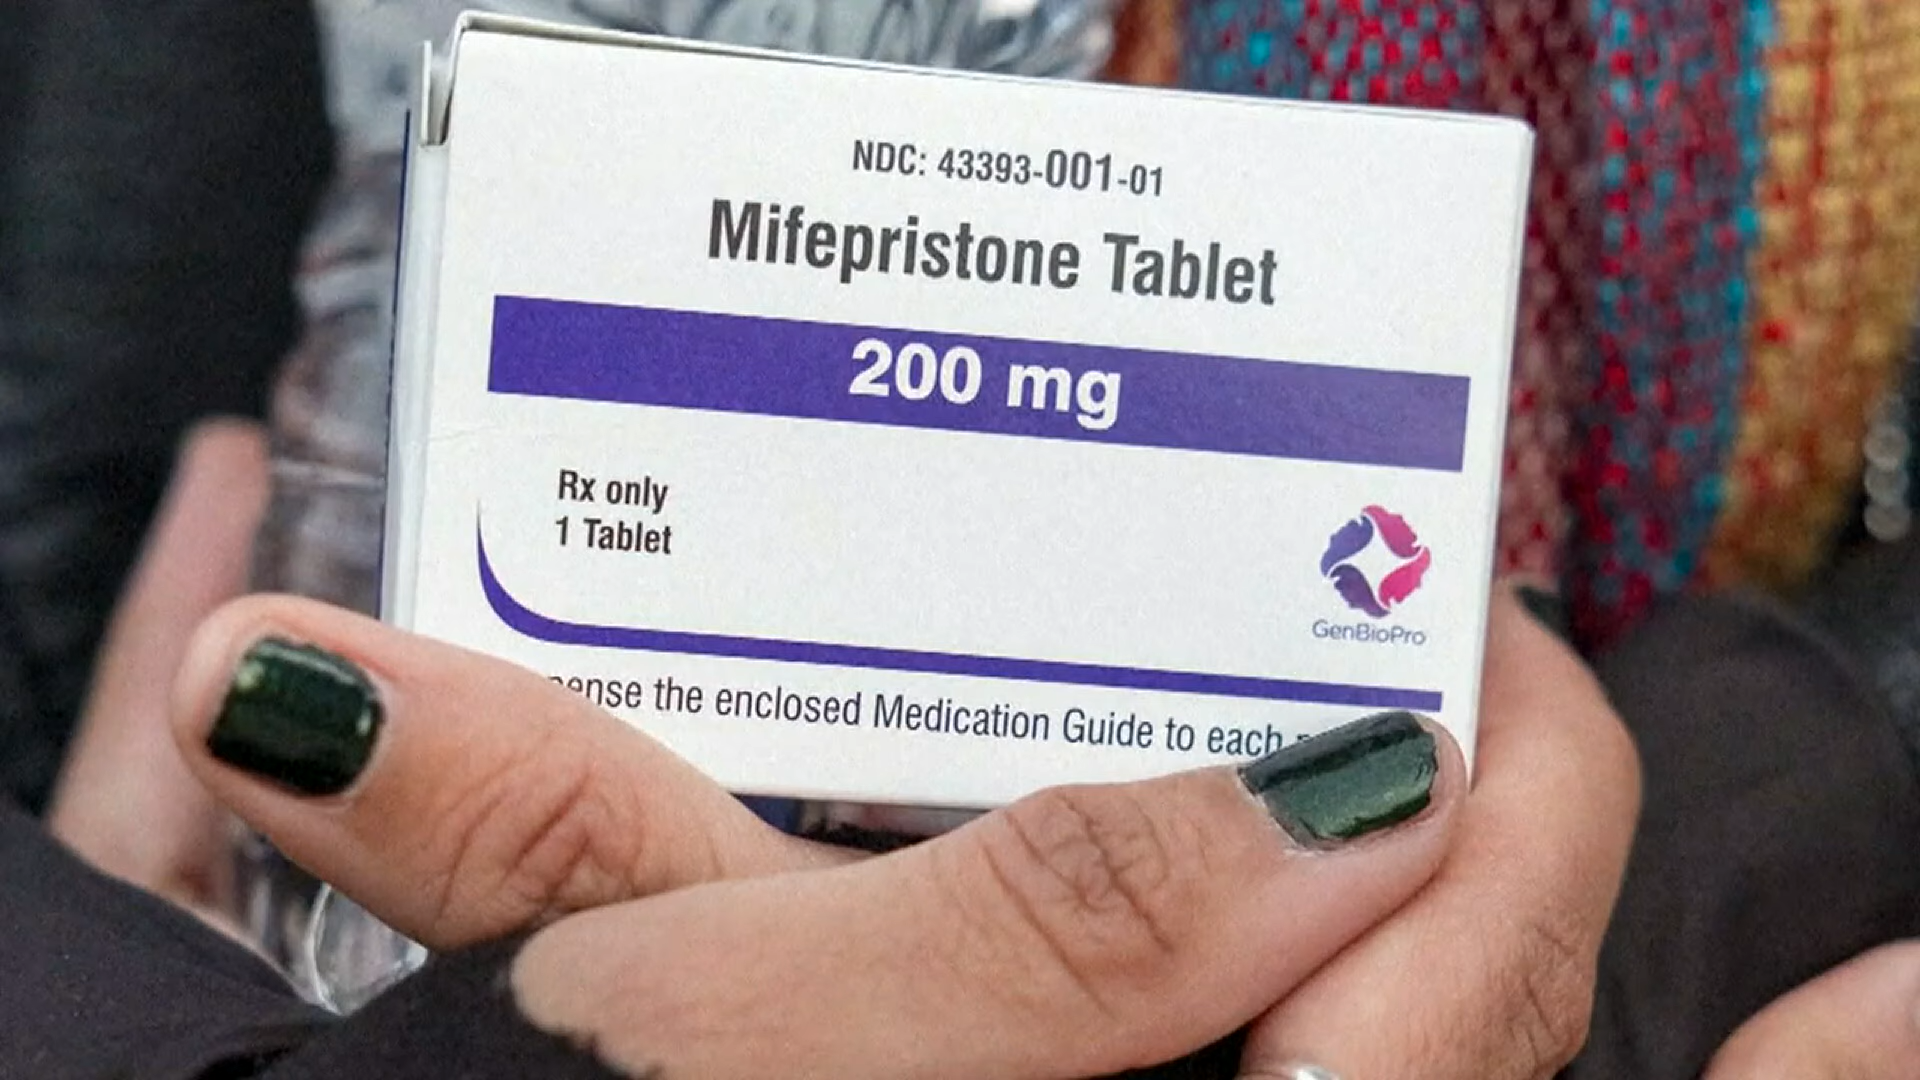 NDC: 43393-001-01
Mifepristone Tablet
200 mg
Rx only
1 Tablet
GenBioPro
the enclosed Medication Guide to each